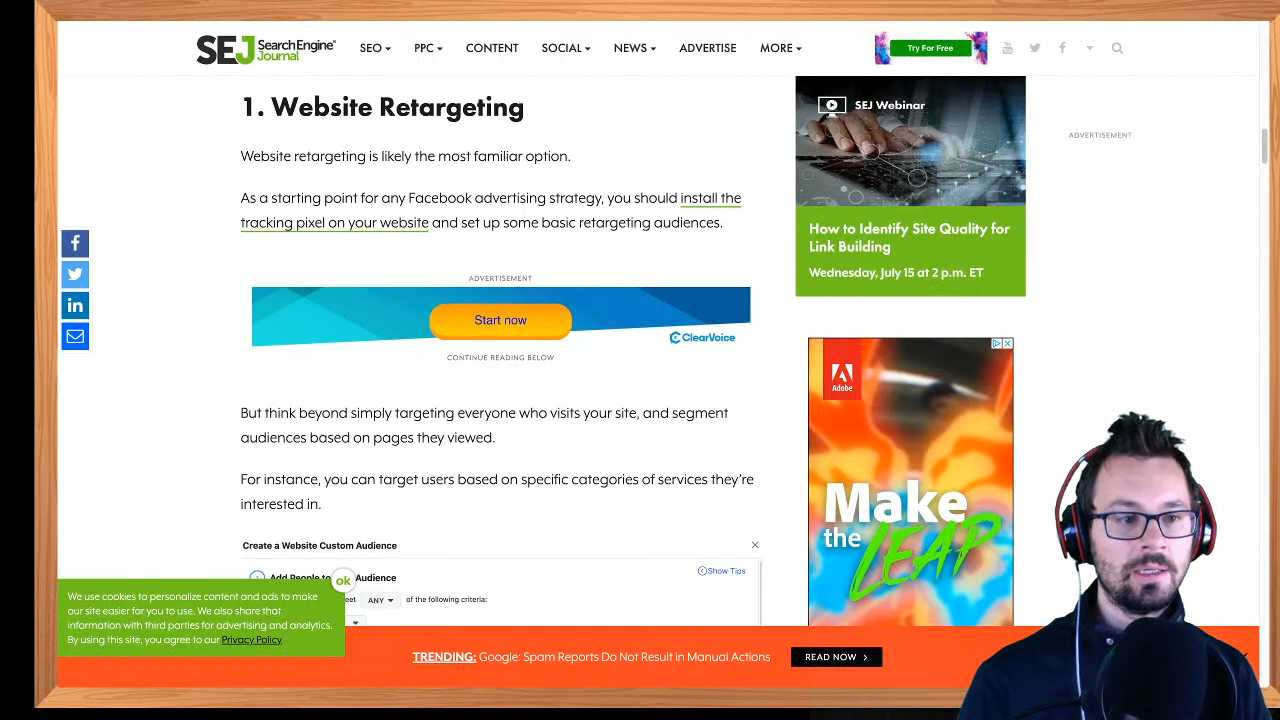 SEJ Search Engine Journal
SEO PPC CONTENT SOCIAL NEWS ADVERTISE MORE
Try For Free
1. Website Retargeting
Website retargeting is likely the most familiar option.
As a starting point for any Facebook advertising strategy, you should install the
tracking pixel on your website and set up some basic retargeting audiences.
ADVERTISEMENT
Start now
ClearVoice
CONTINUE READING BELOW
But think beyond simply targeting everyone who visits your site, and segment
audiences based on pages they viewed.
For instance, you can target users based on specific categories of services they're
interested in.
Create a Website Custom Audience
Add People to Audience
Show Tips
eet ANY of the following criteria:
SEJ Webinar
How to Identify Site Quality for
Link Building
Wednesday, July 15 at 2 p.m. ET
ADVERTISEMENT
Adobe
Make
the LEAP
ok
We use cookies to personalize content and ads to make
our site easier for you to use. We also share that
information with third parties for advertising and analytics.
By using this site, you agree to our Privacy Policy
TRENDING: Google: Spam Reports Do Not Result in Manual Actions
READ NOW